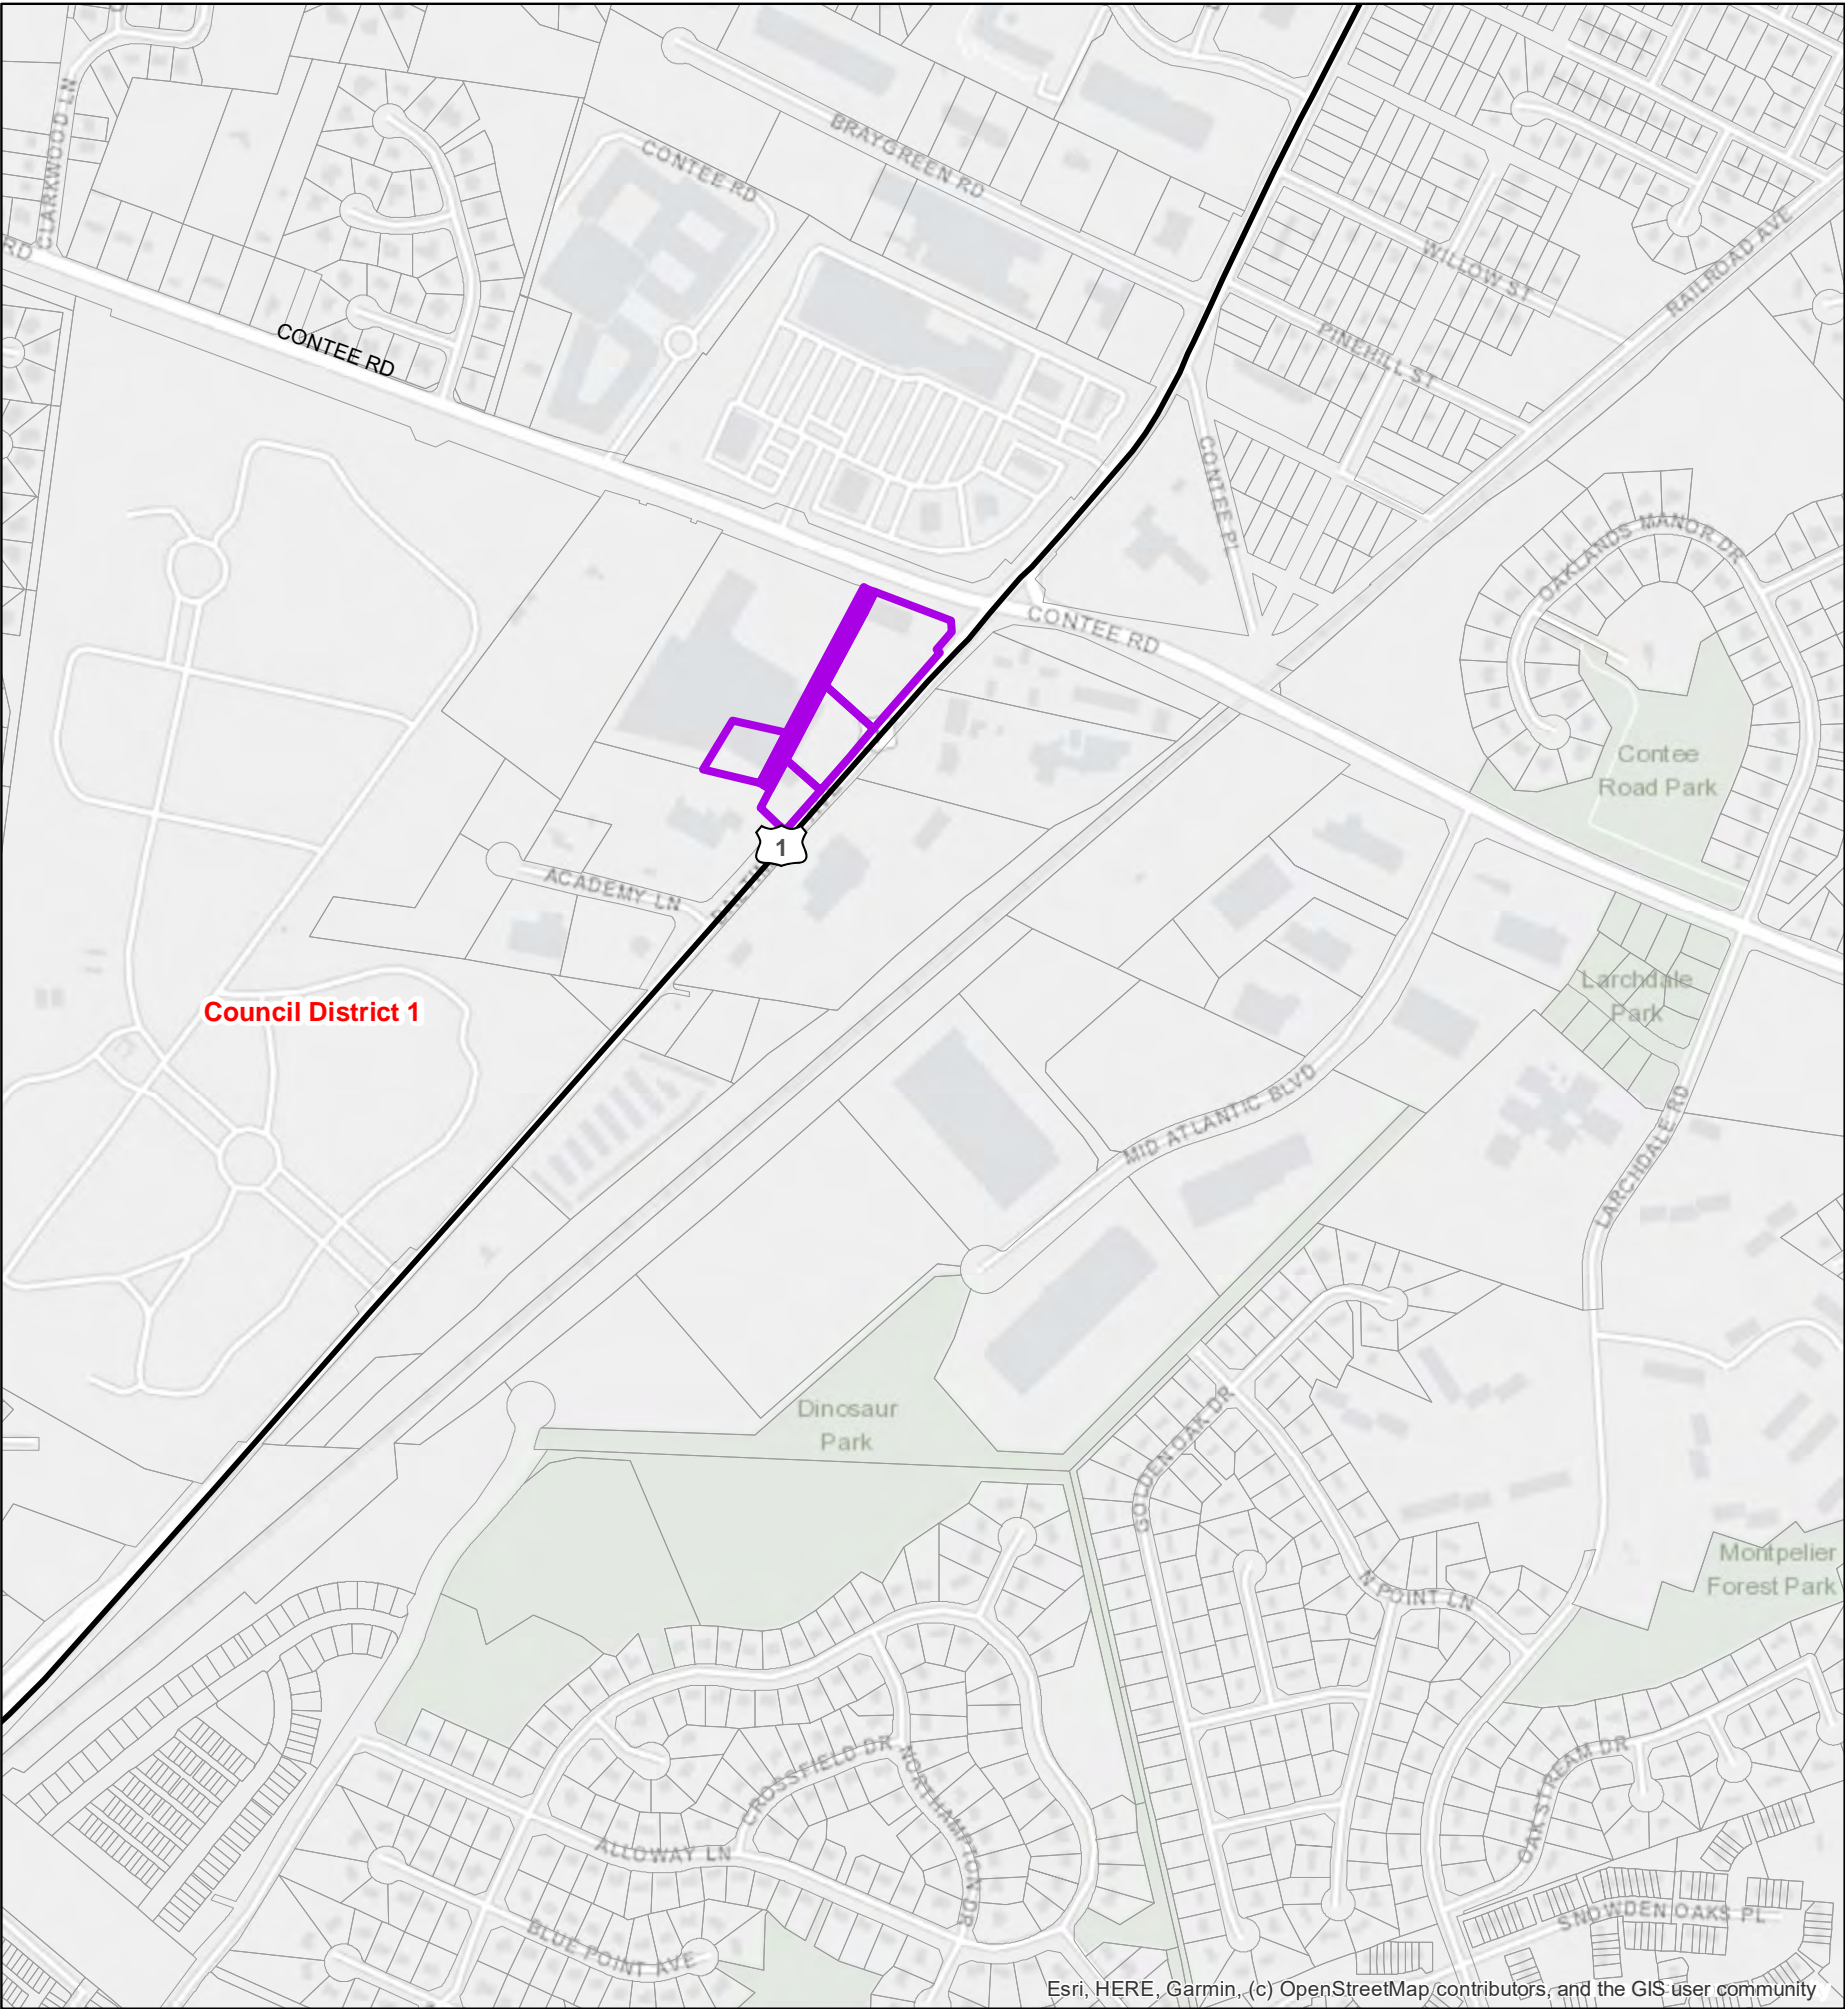 CLARKWOOD LN
BRAYGREEN RD
CONTEE RD
RD
WILLOW ST
RAILROAD AVE
PINEHILL ST
CONTEE RD
CONTEE PL
OAKLANDS MANOR DR
CONTEE RD
Contee
Road Park
1
ACADEMY LN
Larchdale
Park
Council District 1
MID ATLANTIC BLVD
LARCHDALE RD
Dinosaur
Park
GOLDEN OAK DR
Montpelier
Forest Park
N POINT LN
CROSSFIELD DR
NORTHAMPTON DR
OAKSTREAM DR
ALLOWAY LN
SNOWDEN OAKS PL
BLUE POINT AVE
Esri, HERE, Garmin, (c) OpenStreetMap contributors, and the GIS user community